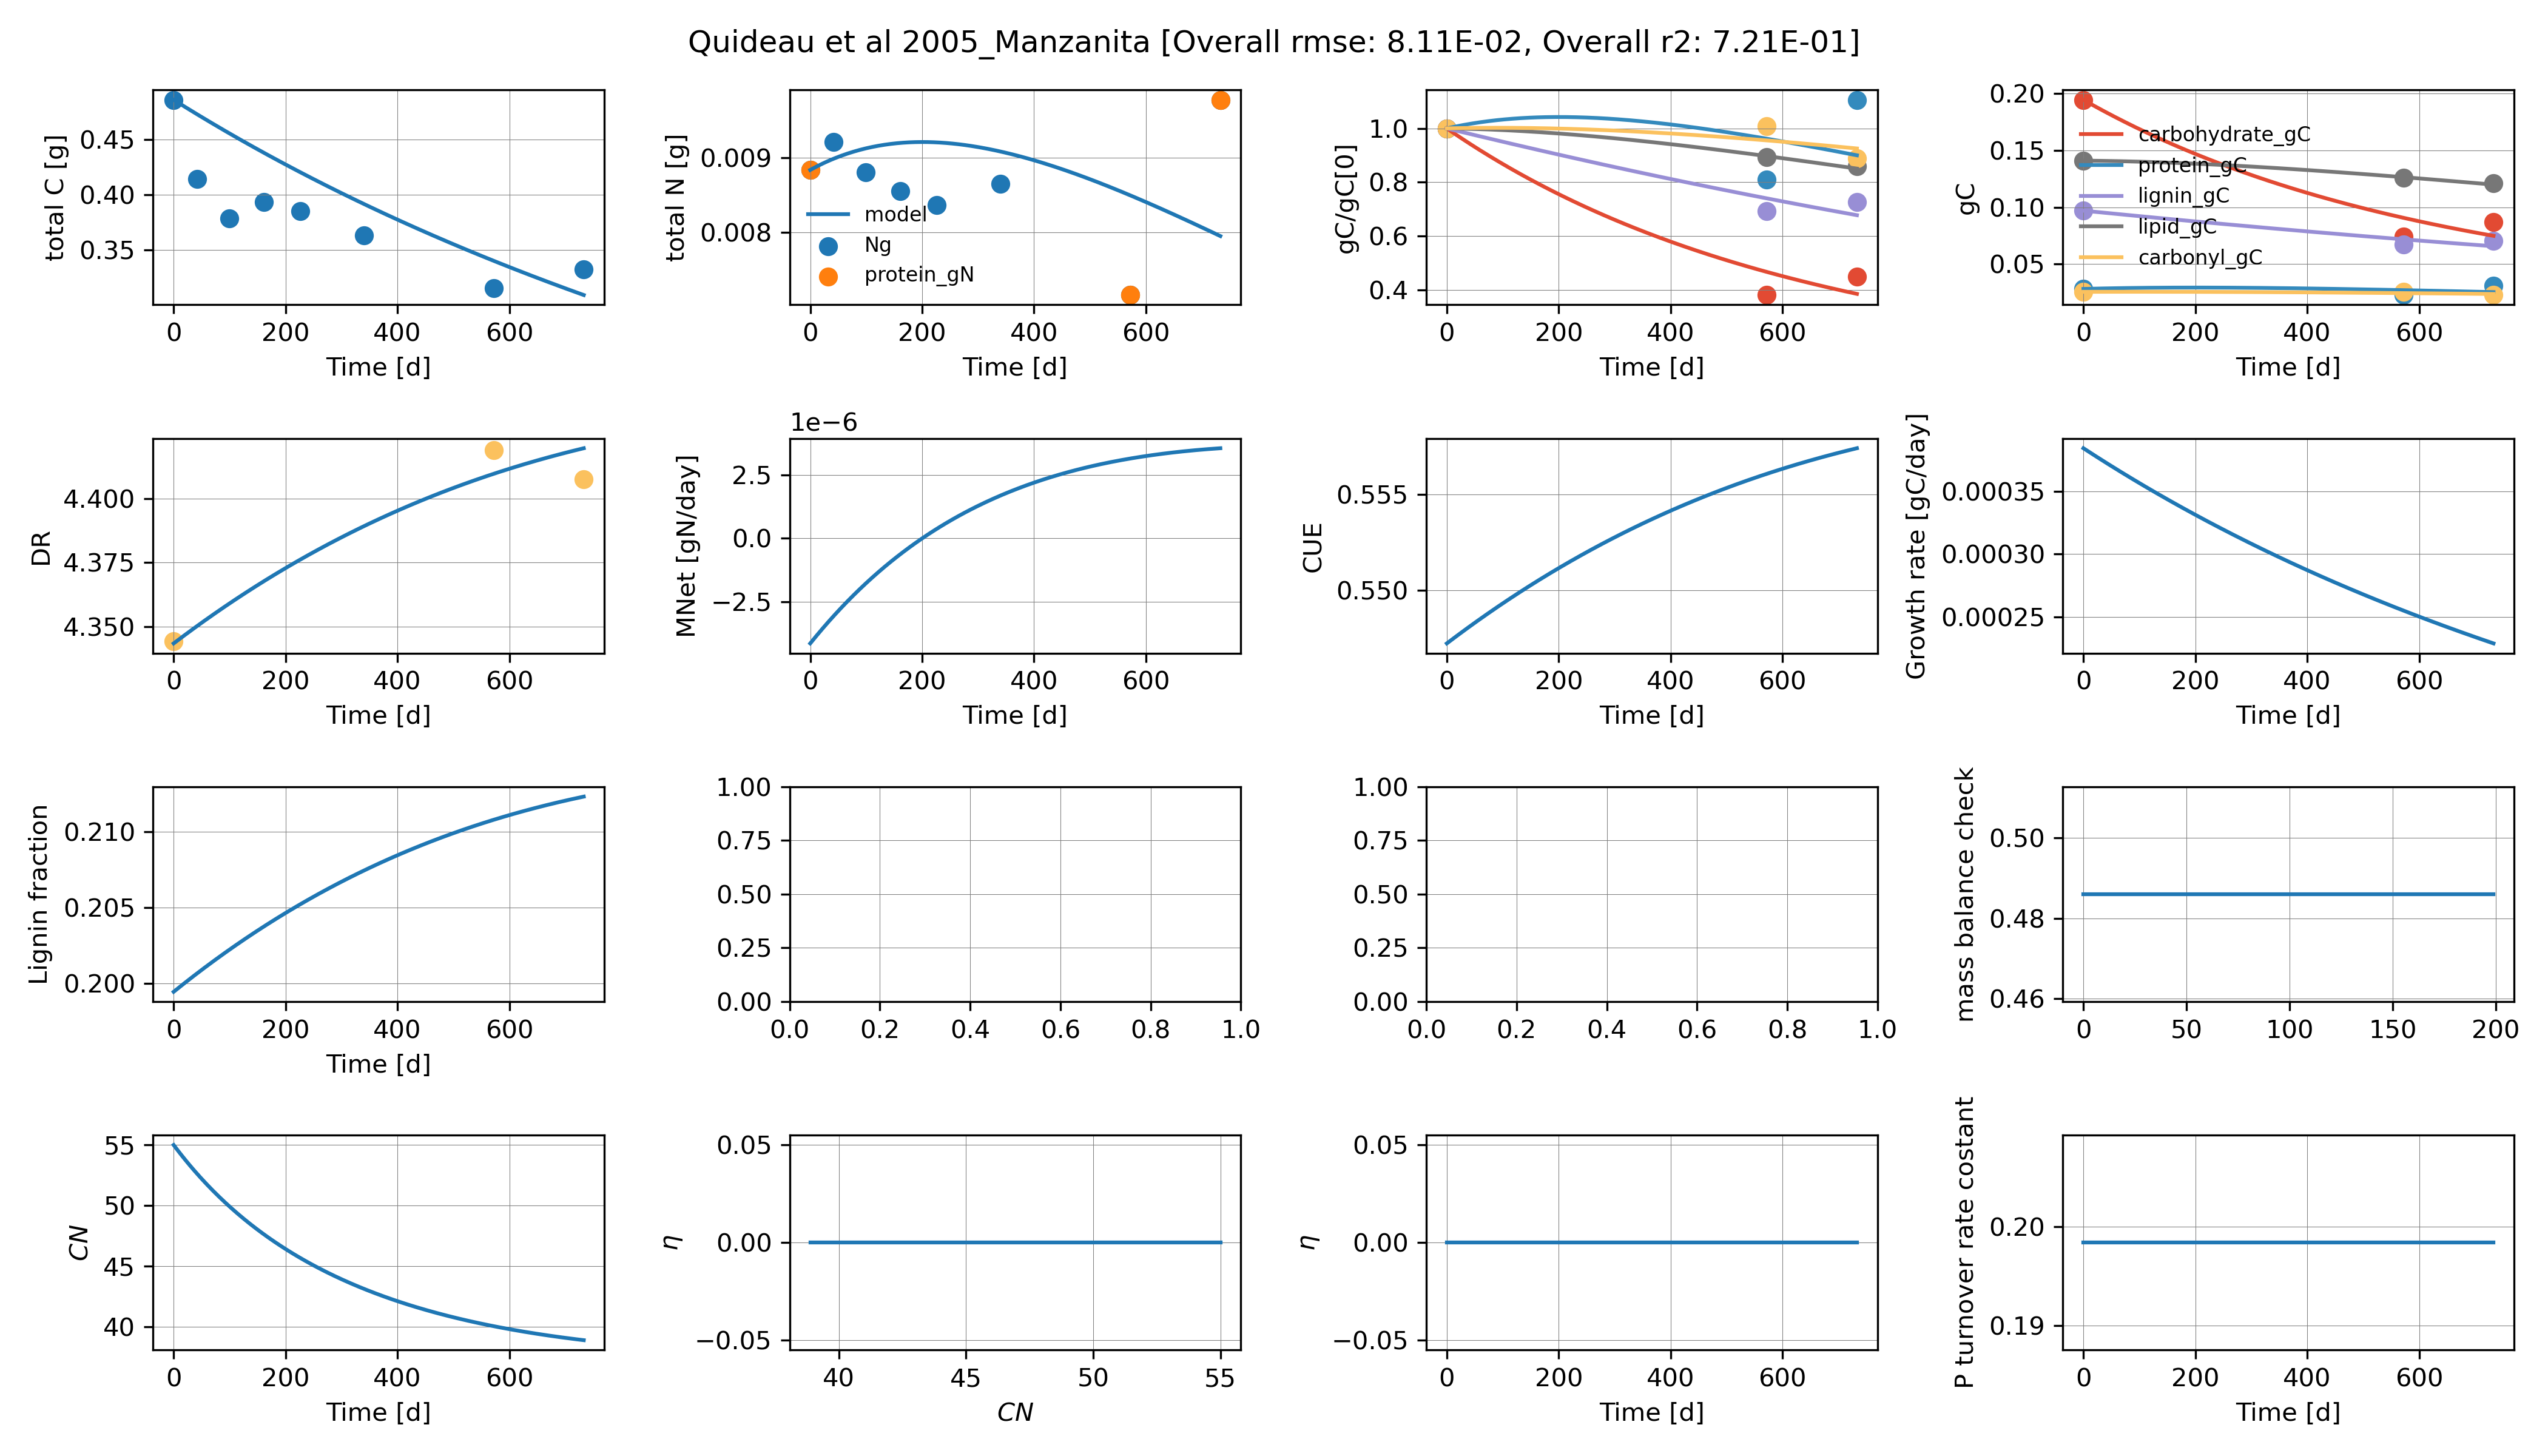 Quideau et al 2005_Manzanita [Overall rmse: 8.11E-02, Overall r2: 7.21E-01]
total C [g]
0.45
0.40
0.35
0 200 400 600
Time [d]
total N [g]
0.009
0.008
model
Ng
protein_gN
0 200 400 600
Time [d]
gC/gC[0]
1.0
0.8
0.6
0.4
0 200 400 600
Time [d]
gC
0.20
0.15
0.10
0.05
carbohydrate_gC
protein_gC
lignin_gC
lipid_gC
carbonyl_gC
0 200 400 600
Time [d]
DR
4.400
4.375
4.350
0 200 400 600
Time [d]
1e−6
MNet [gN/day]
2.5
0.0
−2.5
0 200 400 600
Time [d]
CUE
0.555
0.550
0 200 400 600
Time [d]
Growth rate [gC/day]
0.00035
0.00030
0.00025
0 200 400 600
Time [d]
Lignin fraction
0.210
0.205
0.200
0 200 400 600
Time [d]
1.00
0.75
0.50
0.25
0.00
0.0 0.2 0.4 0.6 0.8 1.0
1.00
0.75
0.50
0.25
0.00
0.0 0.2 0.4 0.6 0.8 1.0
mass balance check
0.50
0.48
0.46
0 50 100 150 200
CN
55
50
45
40
0 200 400 600
Time [d]
η
0.05
0.00
−0.05
40 45 50 55
CN
η
0.05
0.00
−0.05
0 200 400 600
Time [d]
P turnover rate costant
0.20
0.19
0 200 400 600
Time [d]